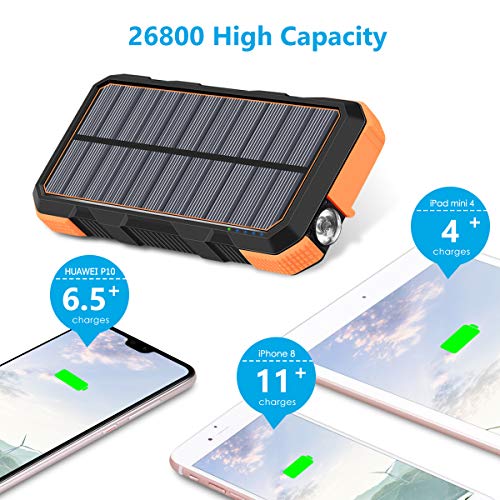 26800 High Capacity
iPad mini 4
4+
charges
HUAWEI P10
6.5+
charges
iPhone 8
11+
charges